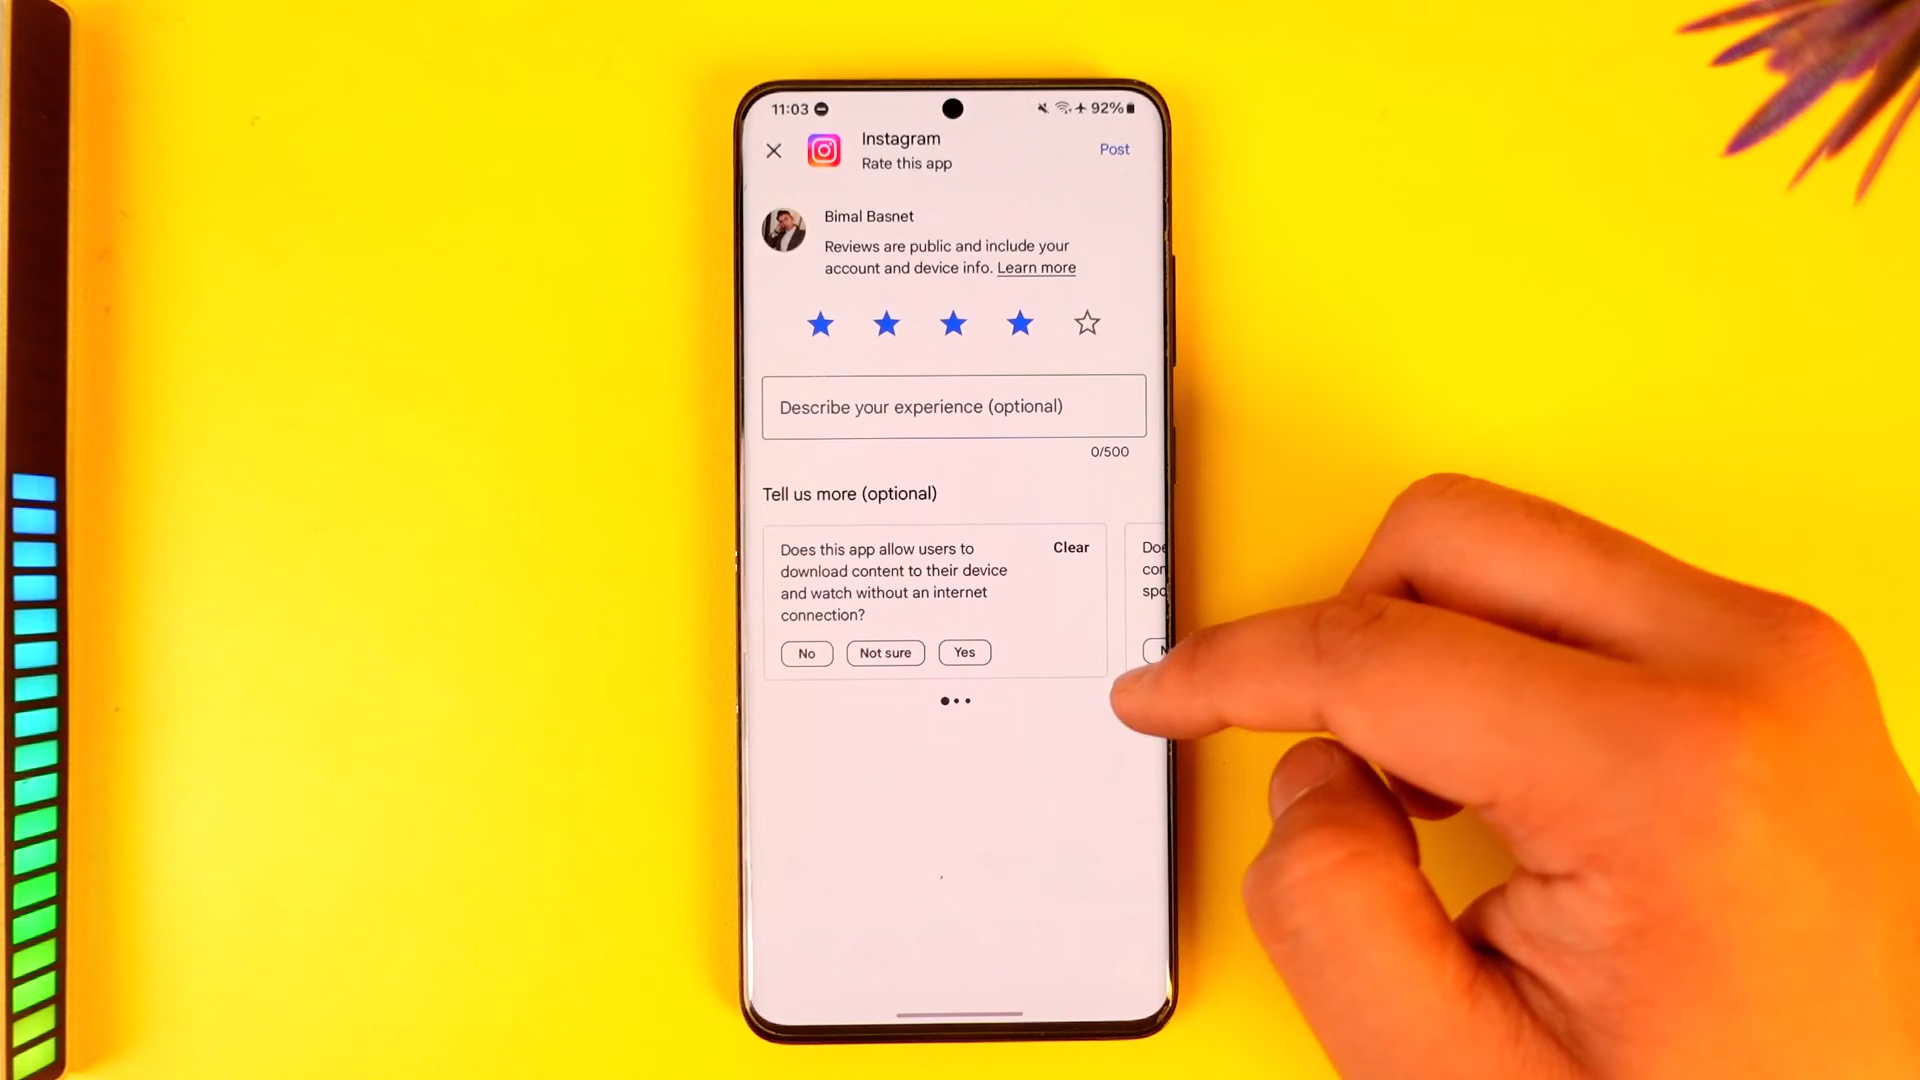 11:03
92%
Instagram
Rate this app
Post
Bimal Basnet
Reviews are public and include your
account and device info. Learn more
Describe your experience (optional)
0/500
Tell us more (optional)
Does this app allow users to
download content to their device
and watch without an internet
connection?
Clear
No
Not sure
Yes
Doe
con
spo
N